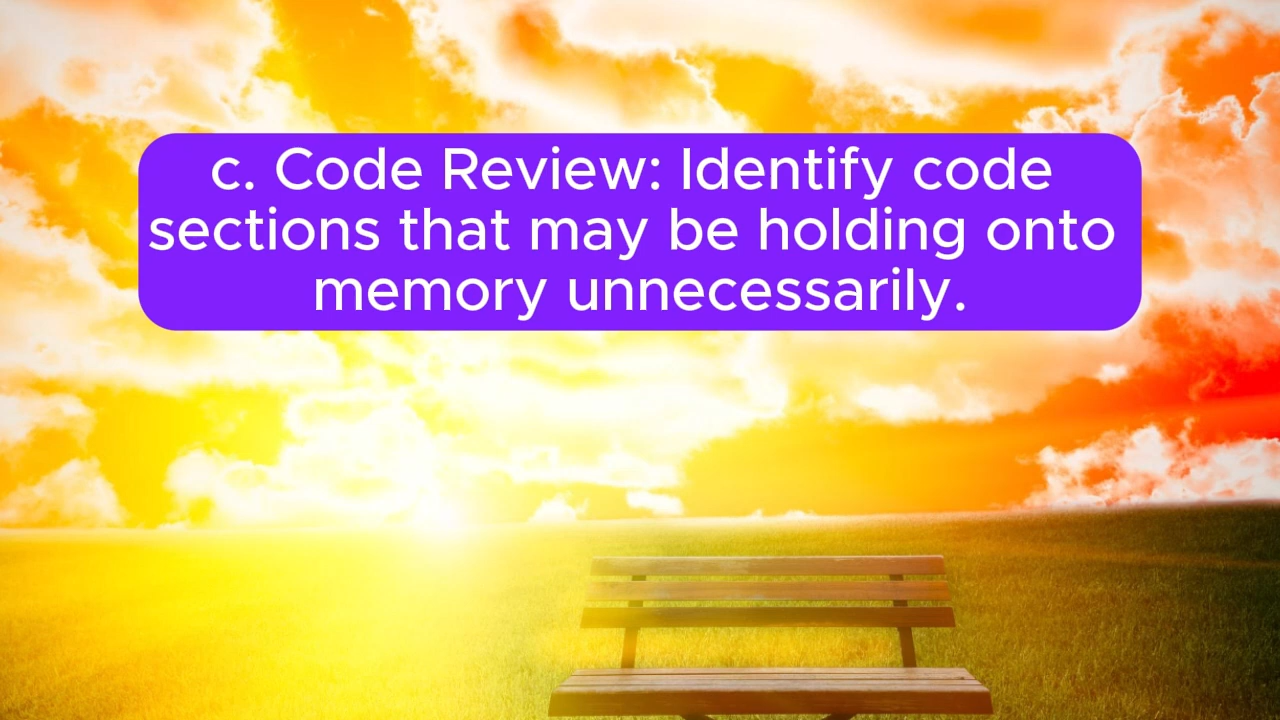 c. Code Review: Identify code
sections that may be holding onto
memory unnecessarily.